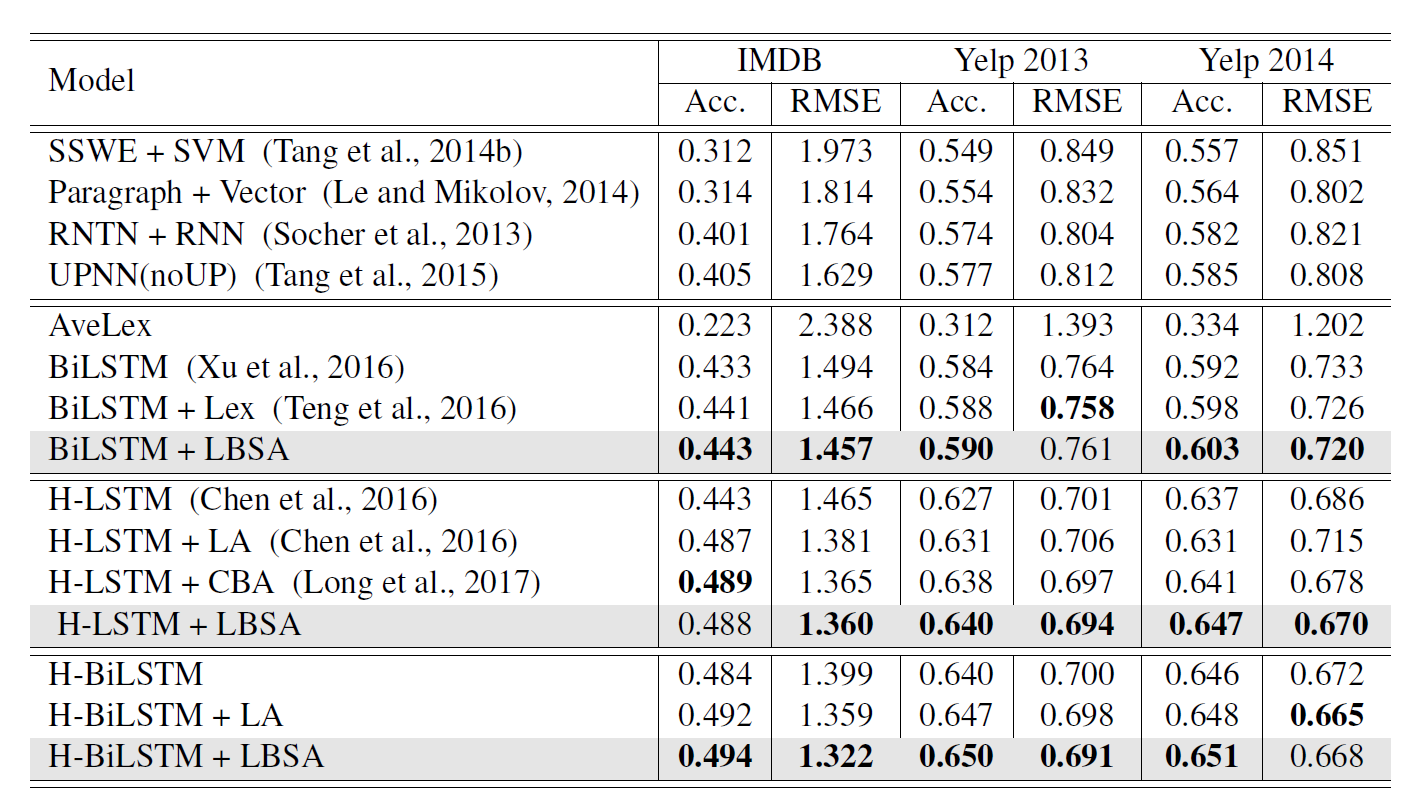 Model IMDB Yelp 2013 Yelp 2014
Acc. RMSE Acc. RMSE Acc. RMSE
SSWE + SVM (Tang et al., 2014b) 0.312 1.973 0.549 0.849 0.557 0.851
Paragraph + Vector (Le and Mikolov, 2014) 0.314 1.814 0.554 0.832 0.564 0.802
RNTN + RNN (Socher et al., 2013) 0.401 1.764 0.574 0.804 0.582 0.821
UPNN(noUP) (Tang et al., 2015) 0.405 1.629 0.577 0.812 0.585 0.808
AveLex 0.223 2.388 0.312 1.393 0.334 1.202
BiLSTM (Xu et al., 2016) 0.433 1.494 0.584 0.764 0.592 0.733
BiLSTM + Lex (Teng et al., 2016) 0.441 1.466 0.588 0.758 0.598 0.726
BiLSTM + LBSA 0.443 1.457 0.590 0.761 0.603 0.720
H-LSTM (Chen et al., 2016) 0.443 1.465 0.627 0.701 0.637 0.686
H-LSTM + LA (Chen et al., 2016) 0.487 1.381 0.631 0.706 0.631 0.715
H-LSTM + CBA (Long et al., 2017) 0.489 1.365 0.638 0.697 0.641 0.678
H-LSTM + LBSA 0.488 1.360 0.640 0.694 0.647 0.670
H-BiLSTM 0.484 1.399 0.640 0.700 0.646 0.672
H-BiLSTM + LA 0.492 1.359 0.647 0.698 0.648 0.665
H-BiLSTM + LBSA 0.494 1.322 0.650 0.691 0.651 0.668